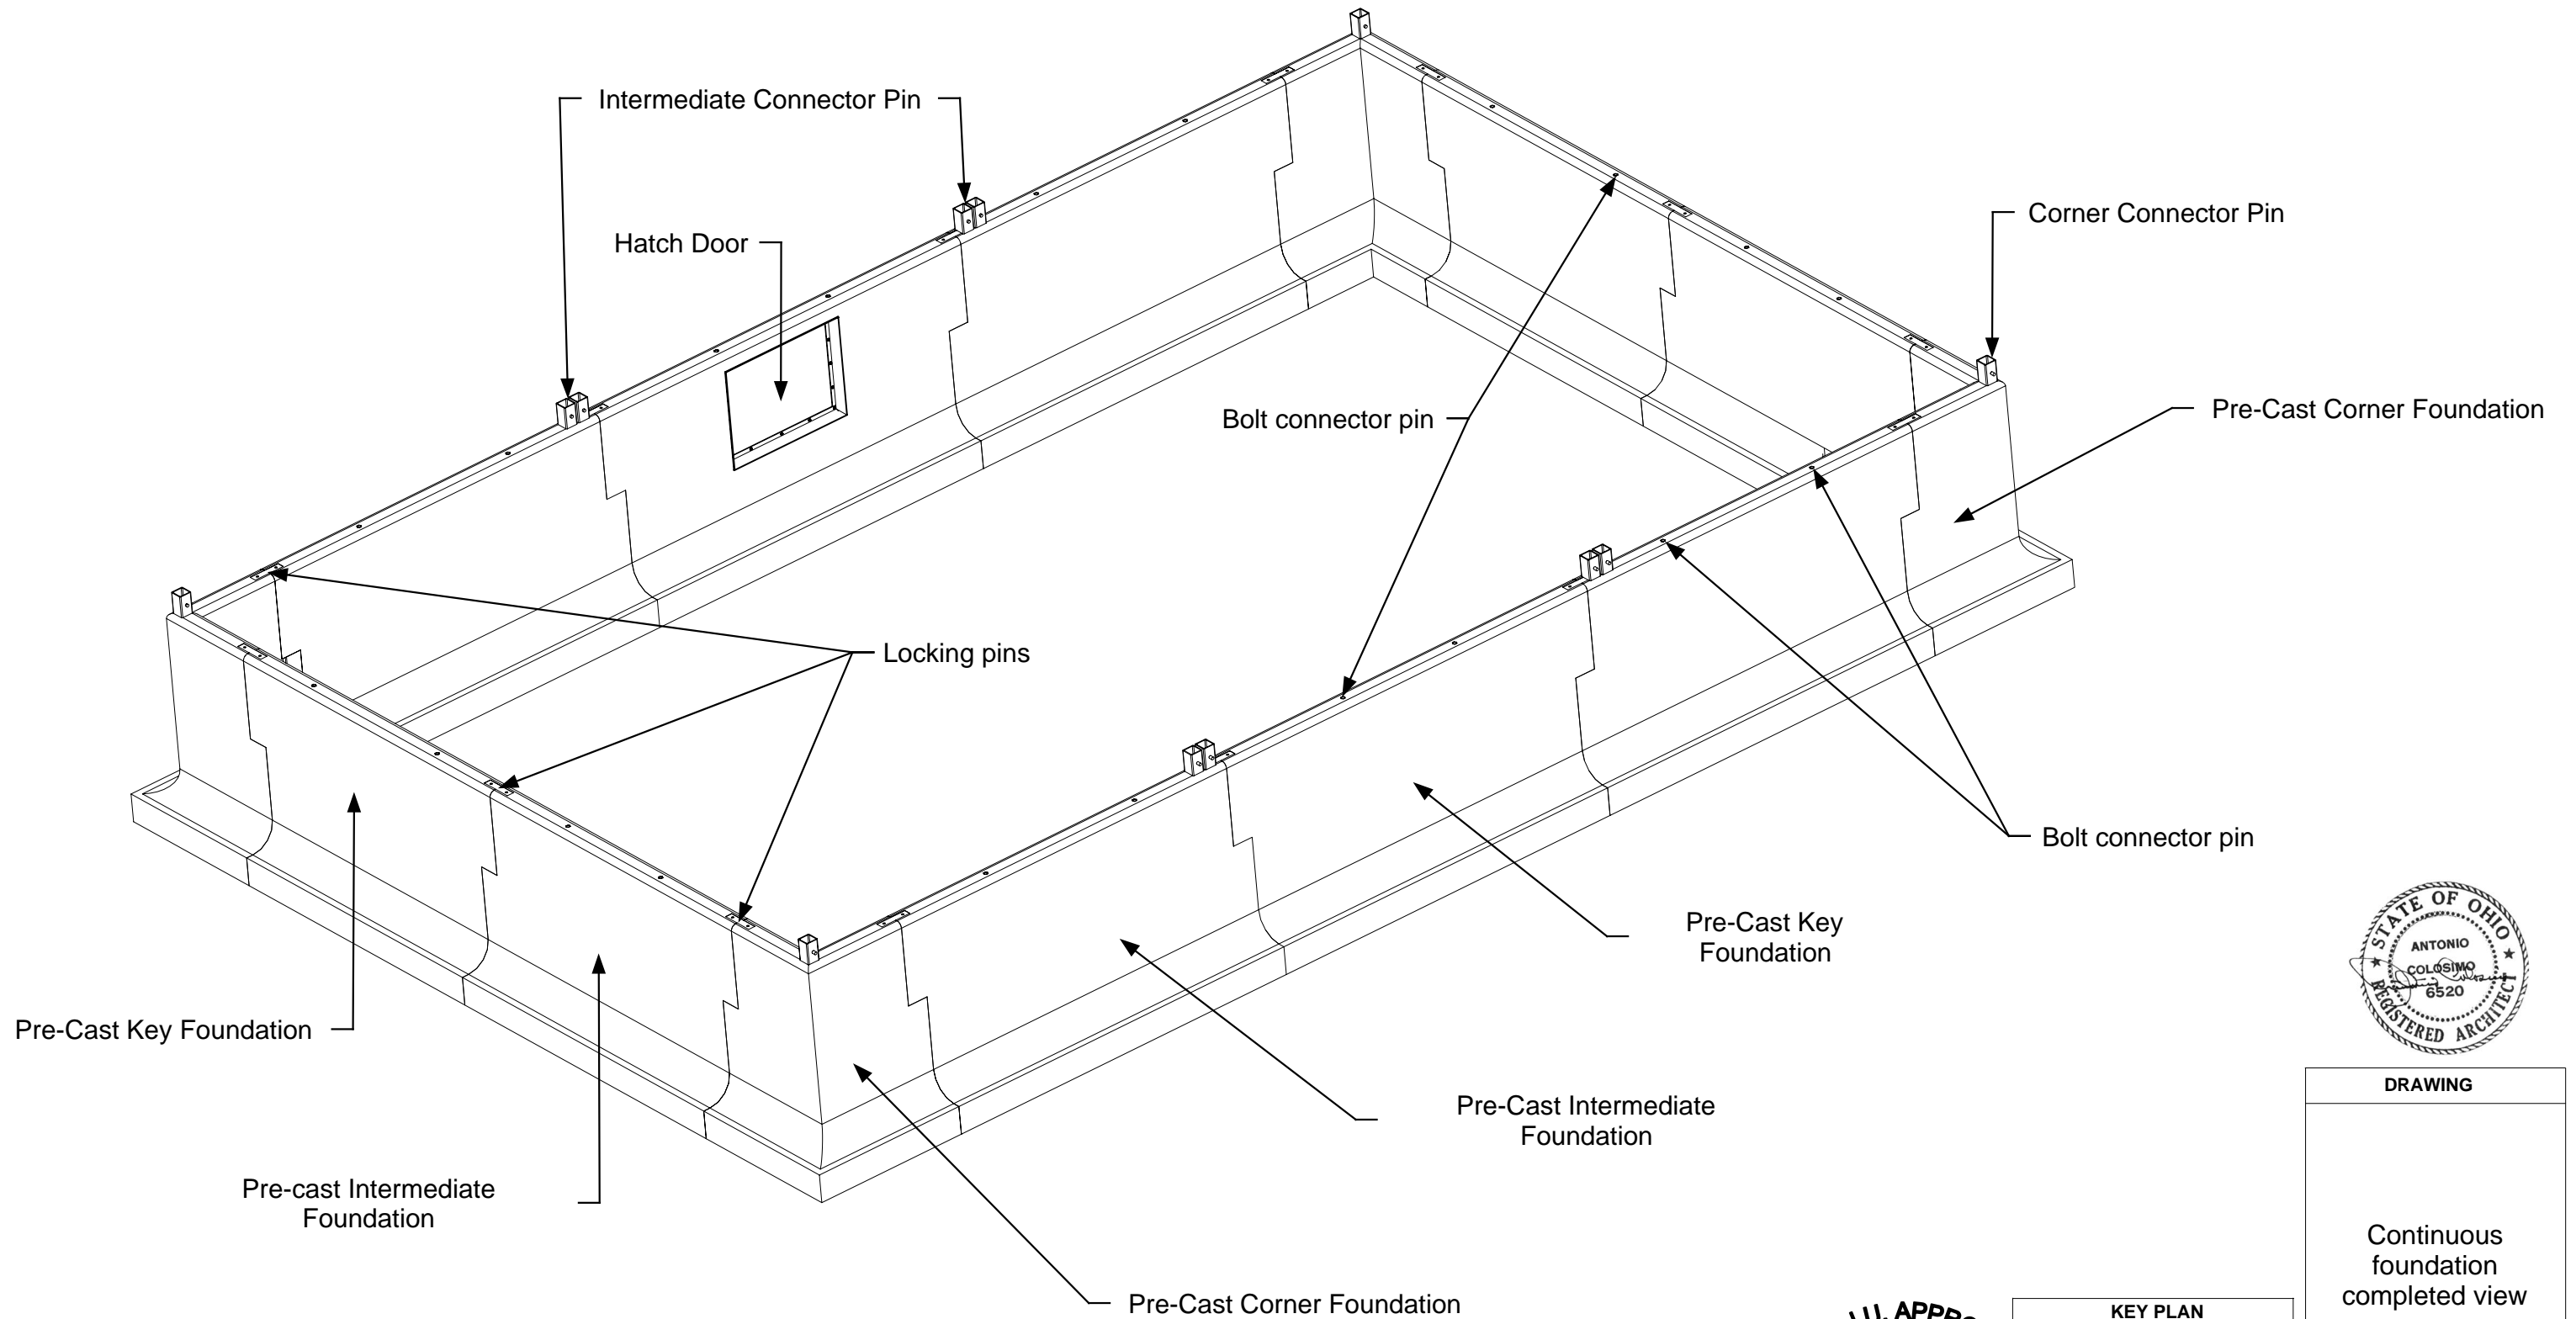 Intermediate Connector Pin
Hatch Door
Corner Connector Pin
Bolt connector pin
Pre-Cast Corner Foundation
Locking pins
Bolt connector pin
Pre-Cast Key
Foundation
Pre-Cast Key Foundation
Pre-Cast Intermediate
Foundation
Pre-cast Intermediate
Foundation
Pre-Cast Corner Foundation
STATE OF OHIO
ANTONIO
COLOSIMO
6520
REGISTERED ARCHITECT
DRAWING
Continuous
foundation
completed view
KEY PLAN